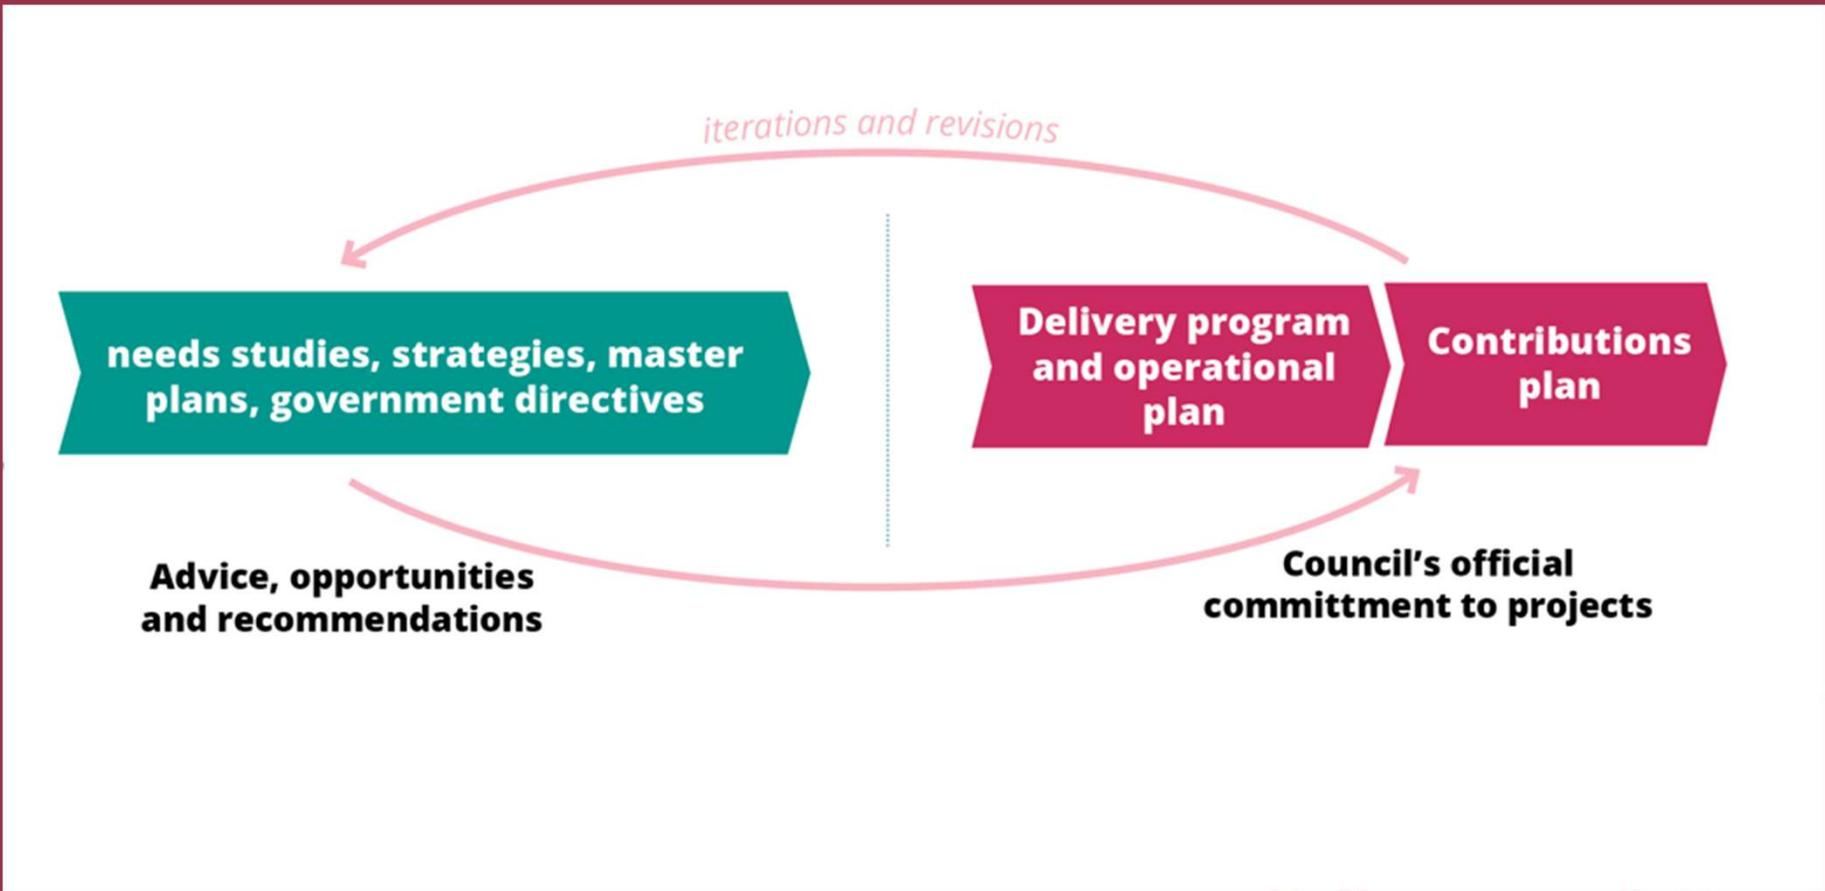 iterations and revisions
needs studies, strategies, master
plans, government directives
Delivery program
and operational
plan
Contributions
plan
Advice, opportunities
and recommendations
Council’s official
committment to projects